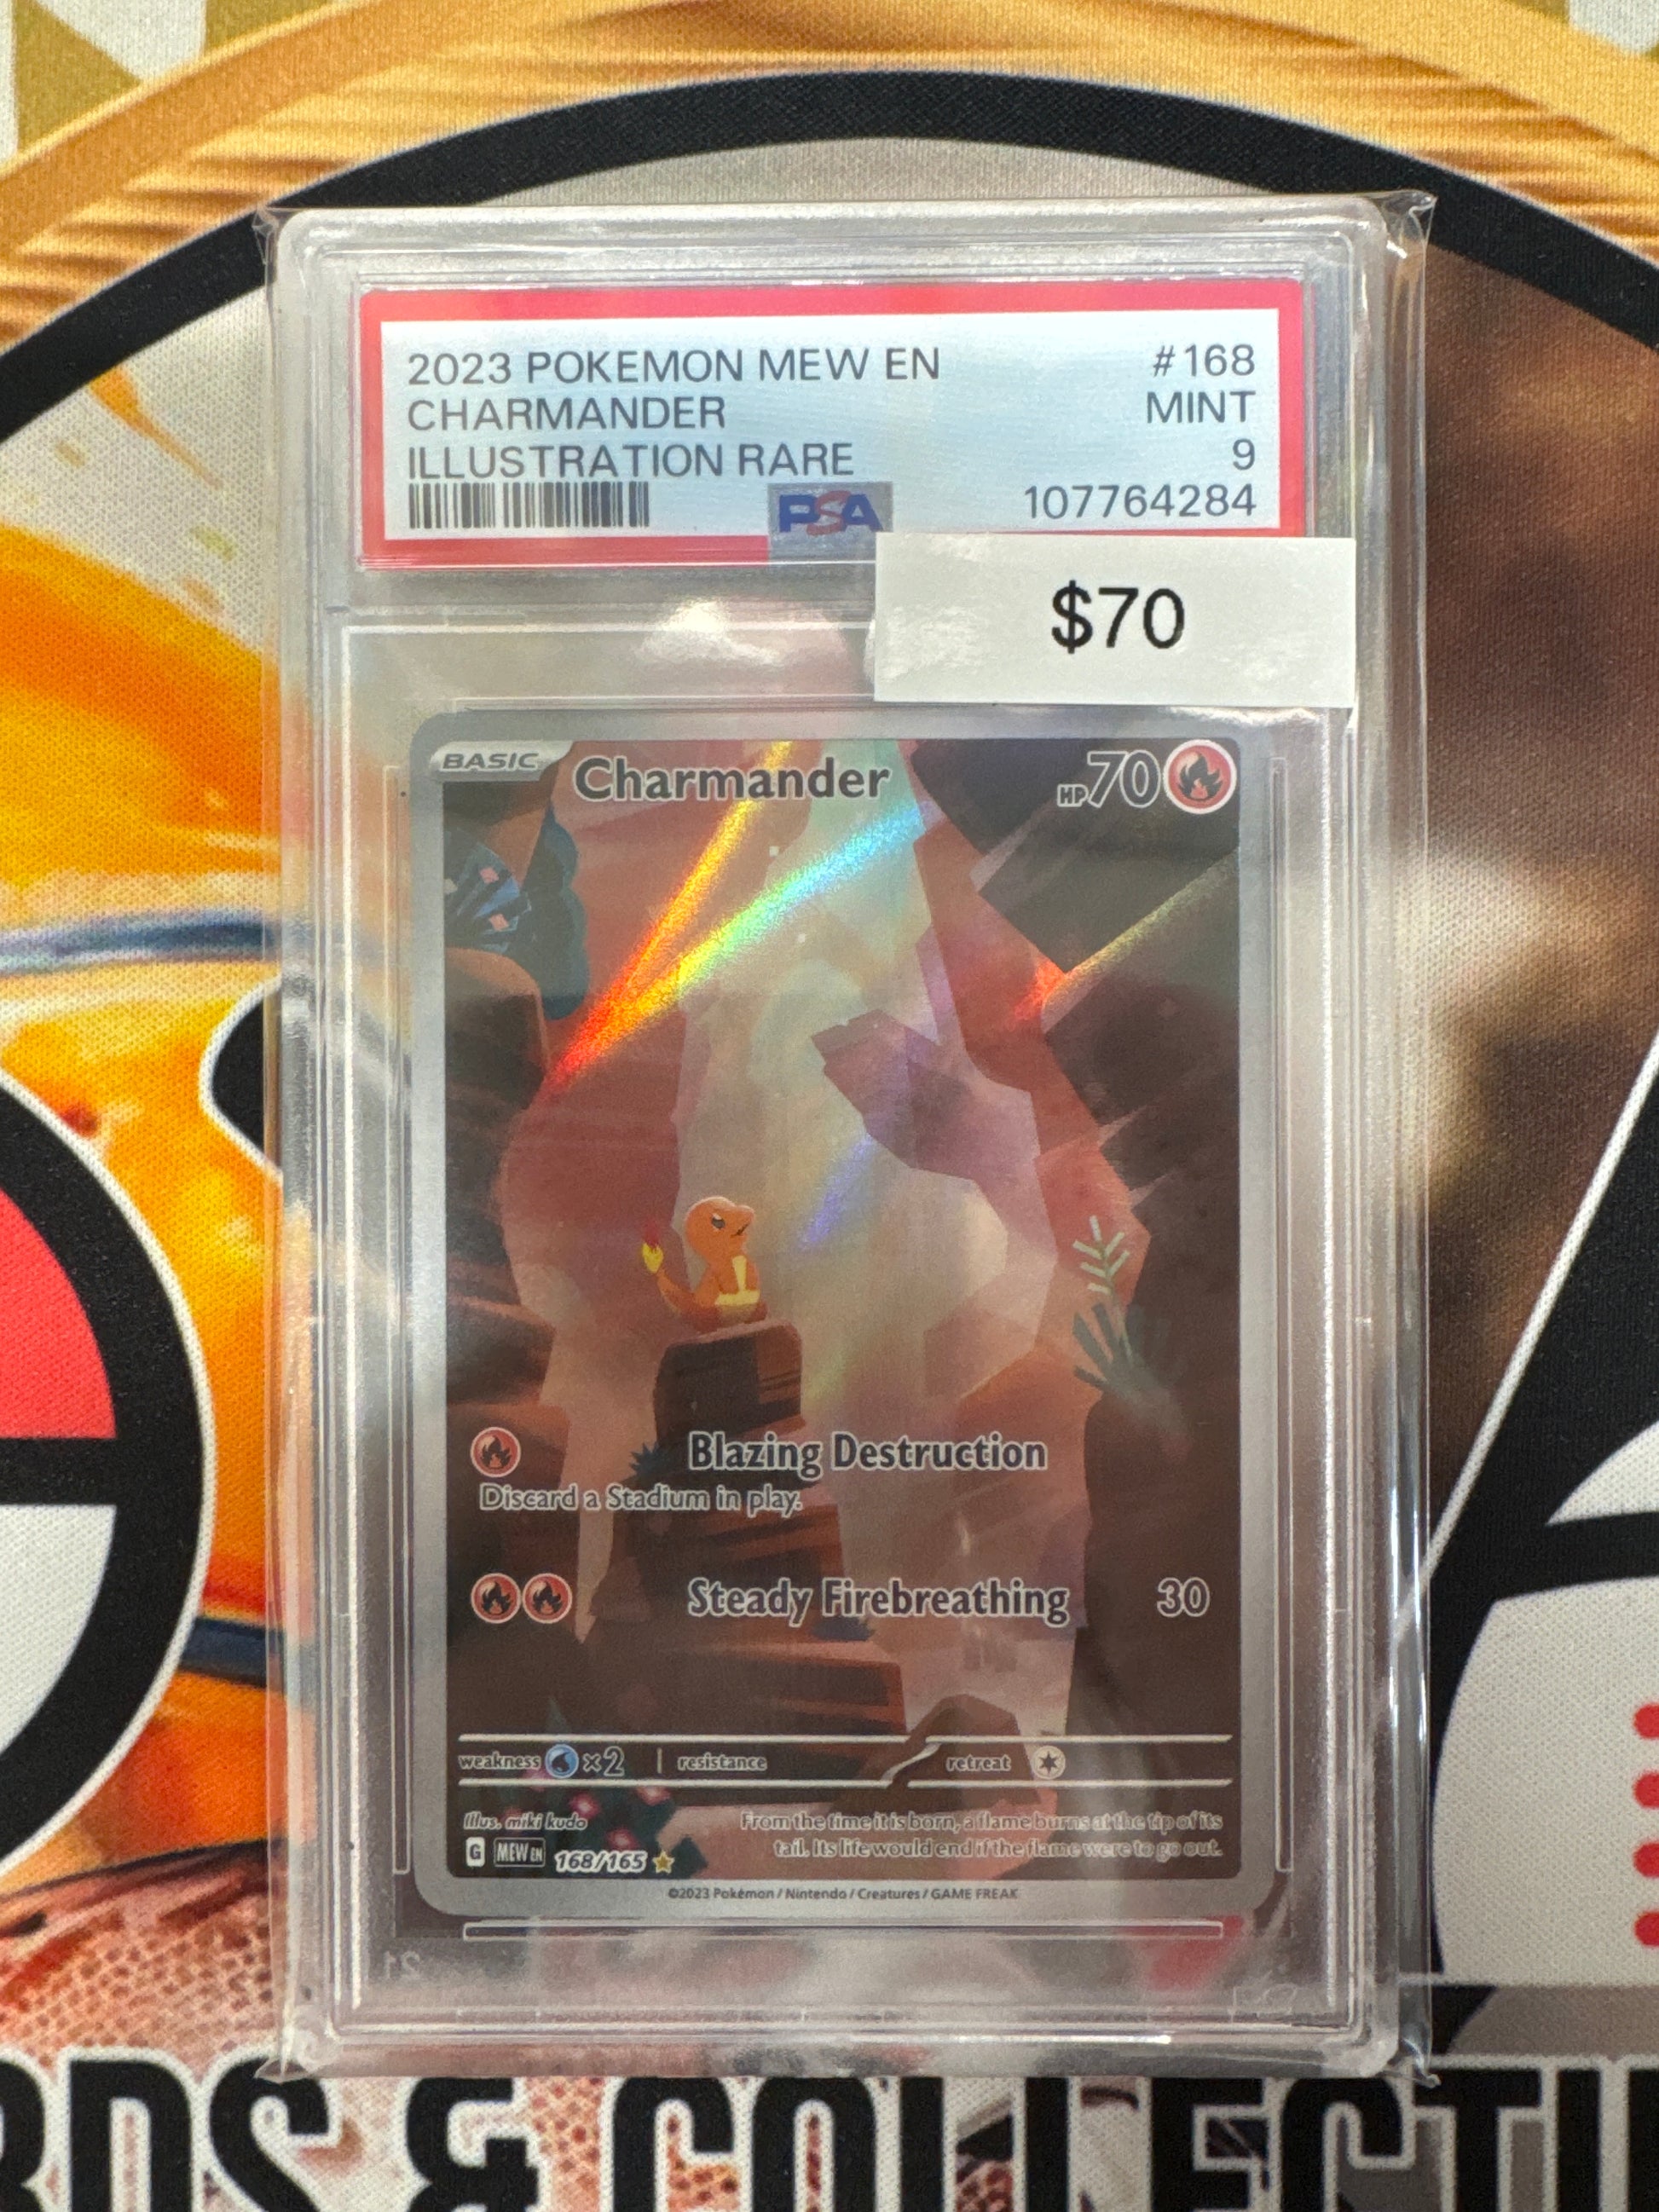 2023 POKEMON MEW EN #168
CHARMANDER MINT
ILLUSTRATION RARE 9
PSA 107764284
$70
BASIC Charmander HP 70
Blazing Destruction
Discard a Stadium in play.
Steady Firebreathing 30
weakness ×2 resistance retreat
Illus. miki kudo
From the time it is born, a flame burns at the tip of its
tail. Its life would end if the flame were to go out.
G MEW EN 168/165
©2023 Pokémon / Nintendo / Creatures / GAME FREAK